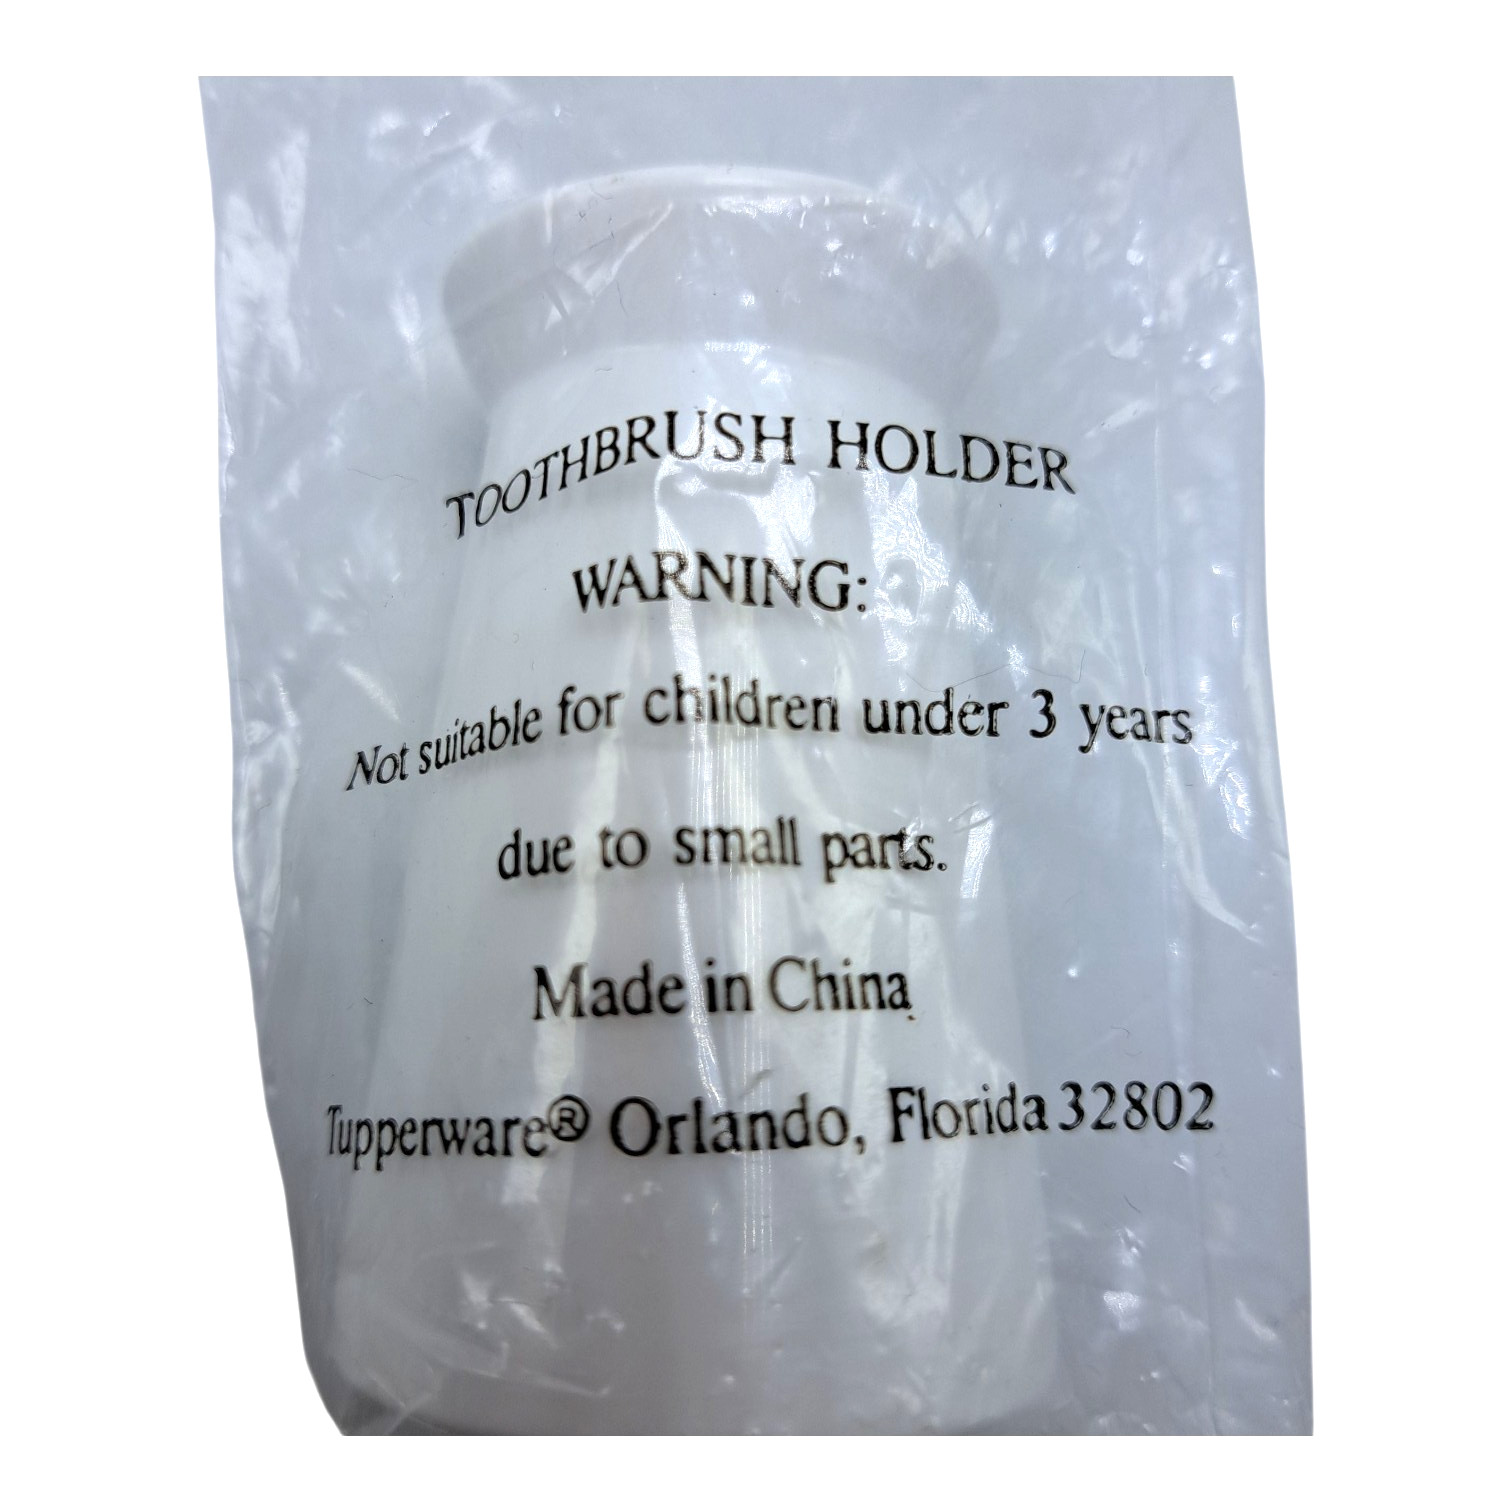 TOOTHBRUSH HOLDER
WARNING:
Not suitable for children under 3 years
due to small parts.
Made in China.
Tupperware® Orlando, Florida 32802